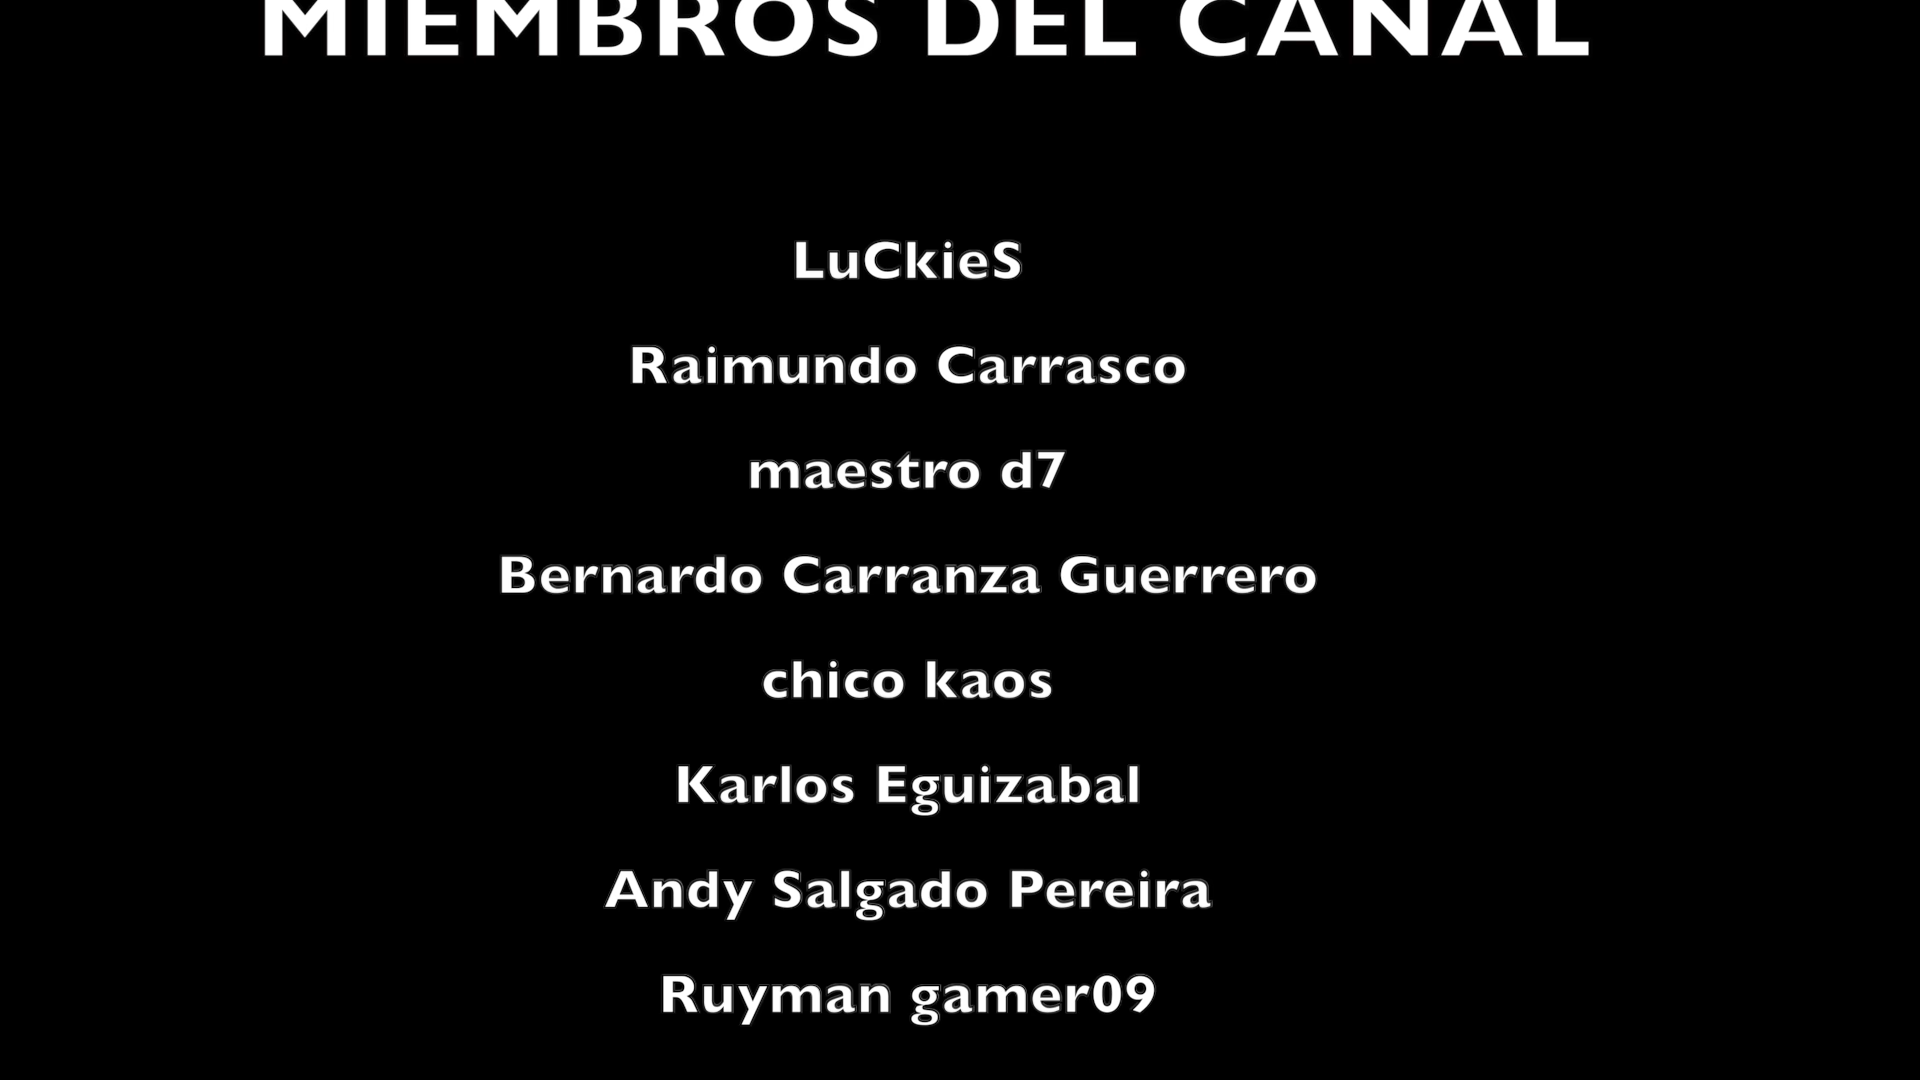 MIEMBROS DEL CANAL
LuCkieS
Raimundo Carrasco
maestro d7
Bernardo Carranza Guerrero
chico kaos
Karlos Eguizabal
Andy Salgado Pereira
Ruyman gamer09